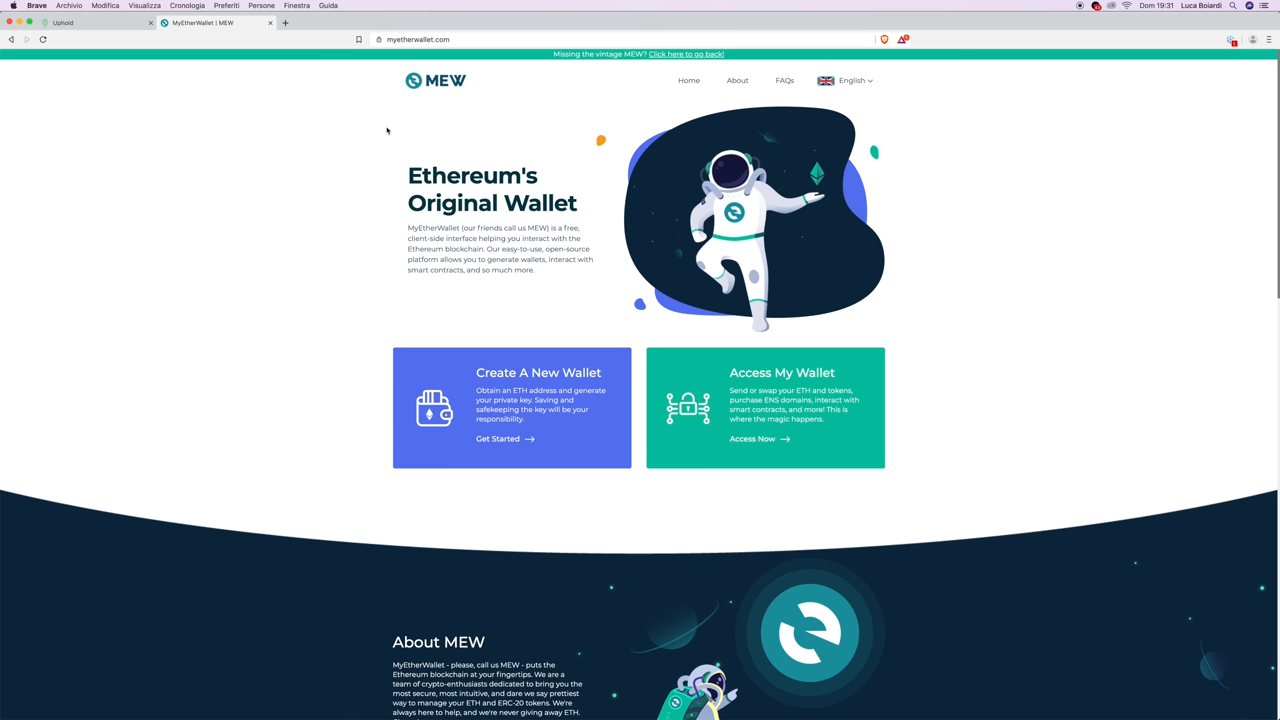 Brave Archivio Modifica Visualizza Cronologia Preferiti Persone Finestra Guida Dom 19:31 Luca Boiardi
Uphold MyEtherWallet | MEW
myetherwallet.com
Missing the vintage MEW? Click here to go back!
MEW Home About FAQs English
Ethereum's
Original Wallet
MyEtherWallet (our friends call us MEW) is a free,
client-side interface helping you interact with the
Ethereum blockchain. Our easy-to-use, open-source
platform allows you to generate wallets, interact with
smart contracts, and so much more.
Create A New Wallet
Obtain an ETH address and generate
your private key. Saving and
safekeeping the key will be your
responsibility.
Get Started
Access My Wallet
Send or swap your ETH and tokens,
purchase ENS domains, interact with
smart contracts, and more! This is
where the magic happens.
Access Now
About MEW
MyEtherWallet - please, call us MEW - puts the
Ethereum blockchain at your fingertips. We are a
team of crypto-enthusiasts dedicated to bring you the
most secure, most intuitive, and dare we say prettiest
way to manage your ETH and ERC-20 tokens. We're
always here to help, and we're never giving away ETH.